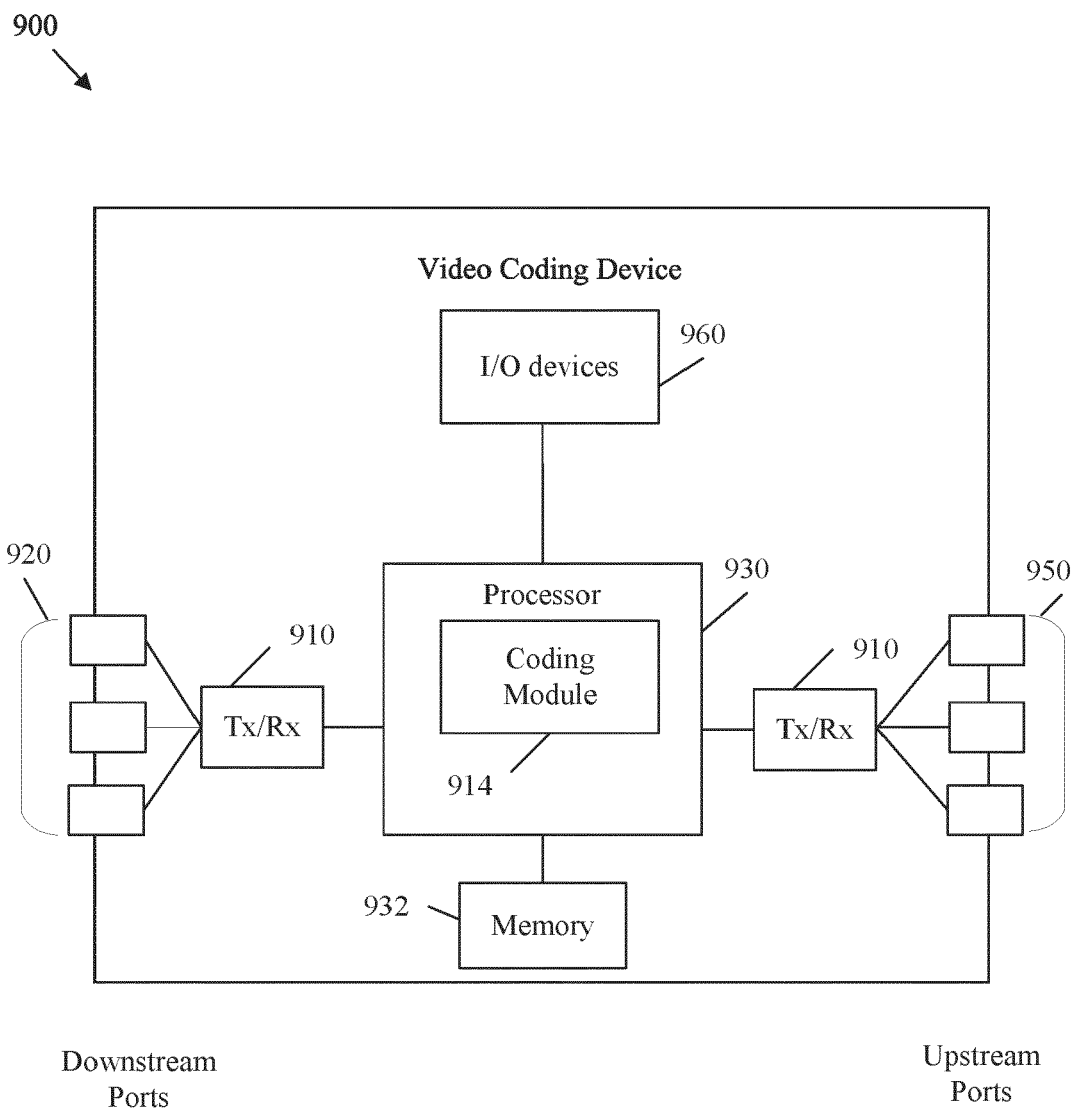 900
Video Coding Device
I/O devices
960
920
910
Processor
930
Coding
Module
910
950
Tx/Rx
Tx/Rx
914
932
Memory
Downstream
Ports
Upstream
Ports